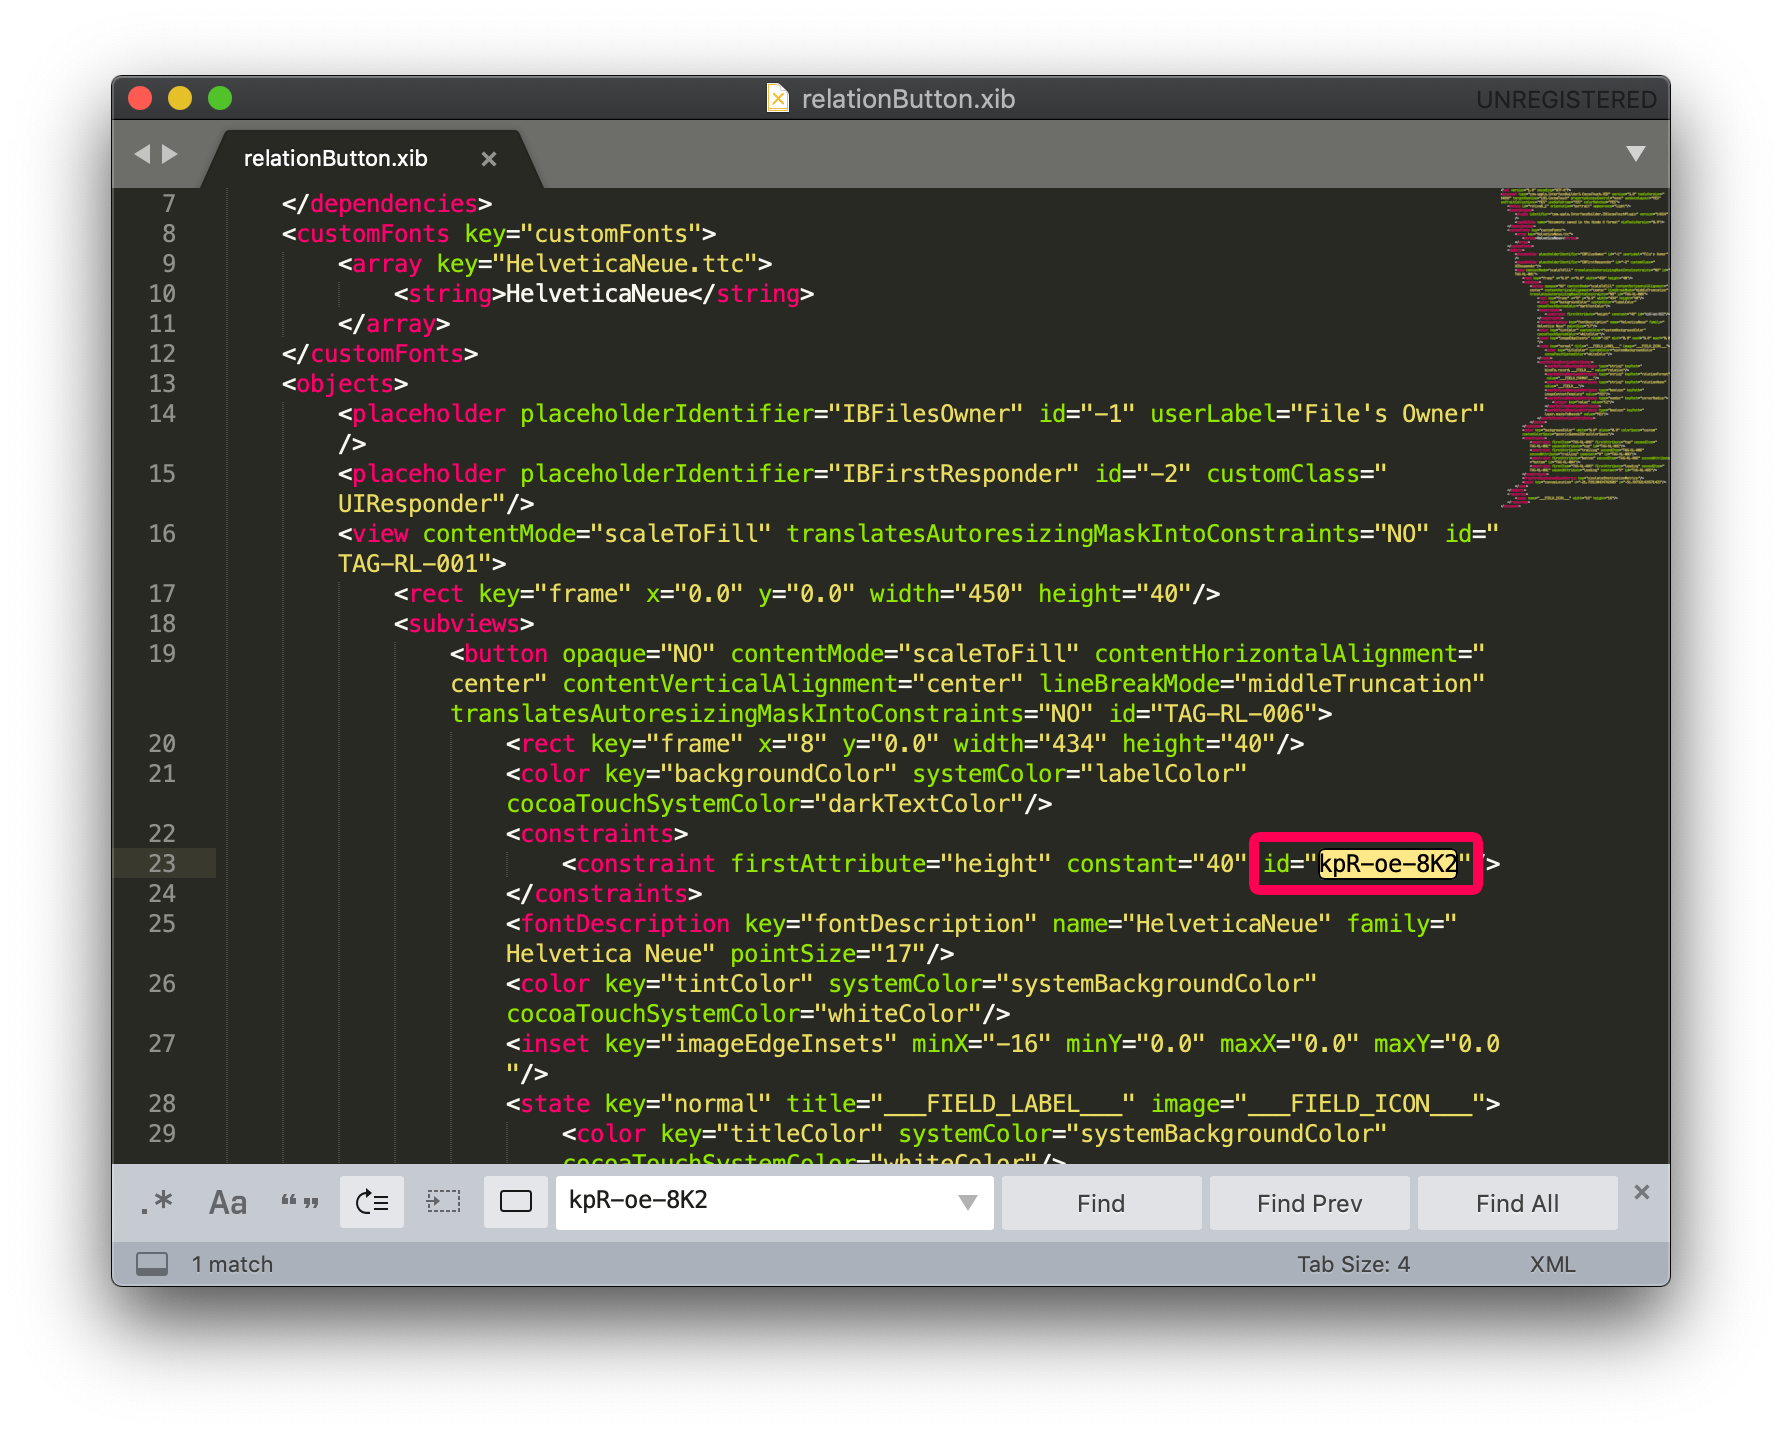 relationButton.xib
UNREGISTERED
relationButton.xib
7 </dependencies>
8 <customFonts key="customFonts">
9 <array key="HelveticaNeue.ttc">
10 <string>HelveticaNeue</string>
11 </array>
12 </customFonts>
13 <objects>
14 <placeholder placeholderIdentifier="IBFilesOwner" id="-1" userLabel="File's Owner"
/>
15 <placeholder placeholderIdentifier="IBFirstResponder" id="-2" customClass="
UIResponder"/>
16 <view contentMode="scaleToFill" translatesAutoresizingMaskIntoConstraints="NO" id="
TAG-RL-001">
17 <rect key="frame" x="0.0" y="0.0" width="450" height="40"/>
18 <subviews>
19 <button opaque="NO" contentMode="scaleToFill" contentHorizontalAlignment="
center" contentVerticalAlignment="center" lineBreakMode="middleTruncation"
translatesAutoresizingMaskIntoConstraints="NO" id="TAG-RL-006">
20 <rect key="frame" x="8" y="0.0" width="434" height="40"/>
21 <color key="backgroundColor" systemColor="labelColor"
cocoaTouchSystemColor="darkTextColor"/>
22 <constraints>
23 <constraint firstAttribute="height" constant="40" id="kpR-oe-8K2"/>
24 </constraints>
25 <fontDescription key="fontDescription" name="HelveticaNeue" family="
Helvetica Neue" pointSize="17"/>
26 <color key="tintColor" systemColor="systemBackgroundColor"
cocoaTouchSystemColor="whiteColor"/>
27 <inset key="imageEdgeInsets" minX="-16" minY="0.0" maxX="0.0" maxY="0.0
"/>
28 <state key="normal" title="___FIELD_LABEL___" image="___FIELD_ICON___">
29 <color key="titleColor" systemColor="systemBackgroundColor"
cocoaTouchSystemColor="whiteColor"/>
.* Aa “” kpR-oe-8K2 Find Find Prev Find All
1 match Tab Size: 4 XML